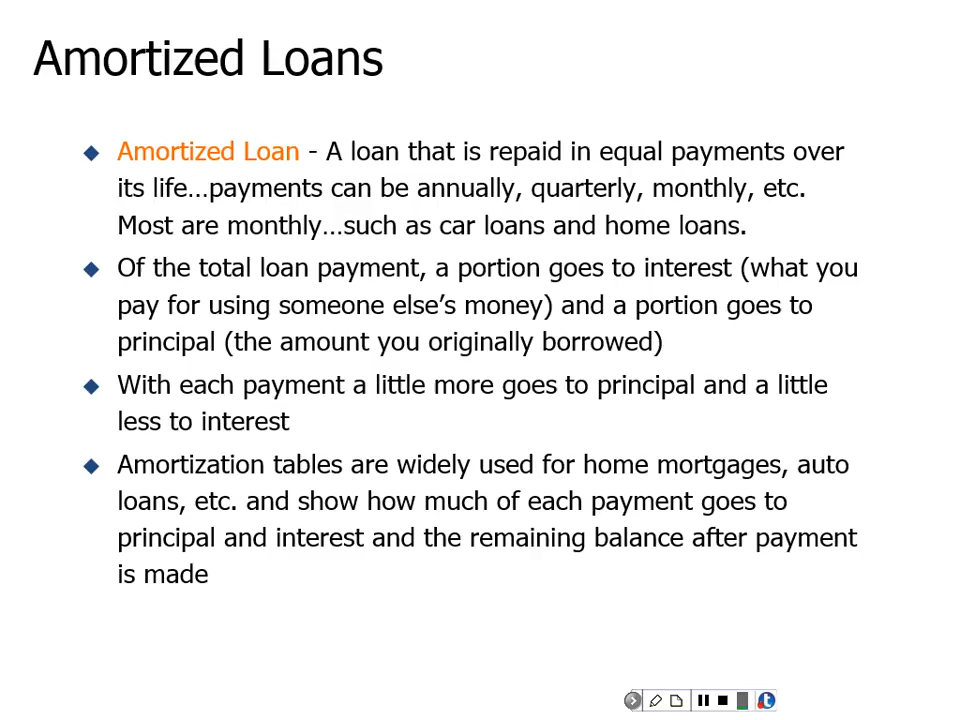 Amortized Loans
Amortized Loan - A loan that is repaid in equal payments over
its life…payments can be annually, quarterly, monthly, etc.
Most are monthly…such as car loans and home loans.
Of the total loan payment, a portion goes to interest (what you
pay for using someone else’s money) and a portion goes to
principal (the amount you originally borrowed)
With each payment a little more goes to principal and a little
less to interest
Amortization tables are widely used for home mortgages, auto
loans, etc. and show how much of each payment goes to
principal and interest and the remaining balance after payment
is made
t